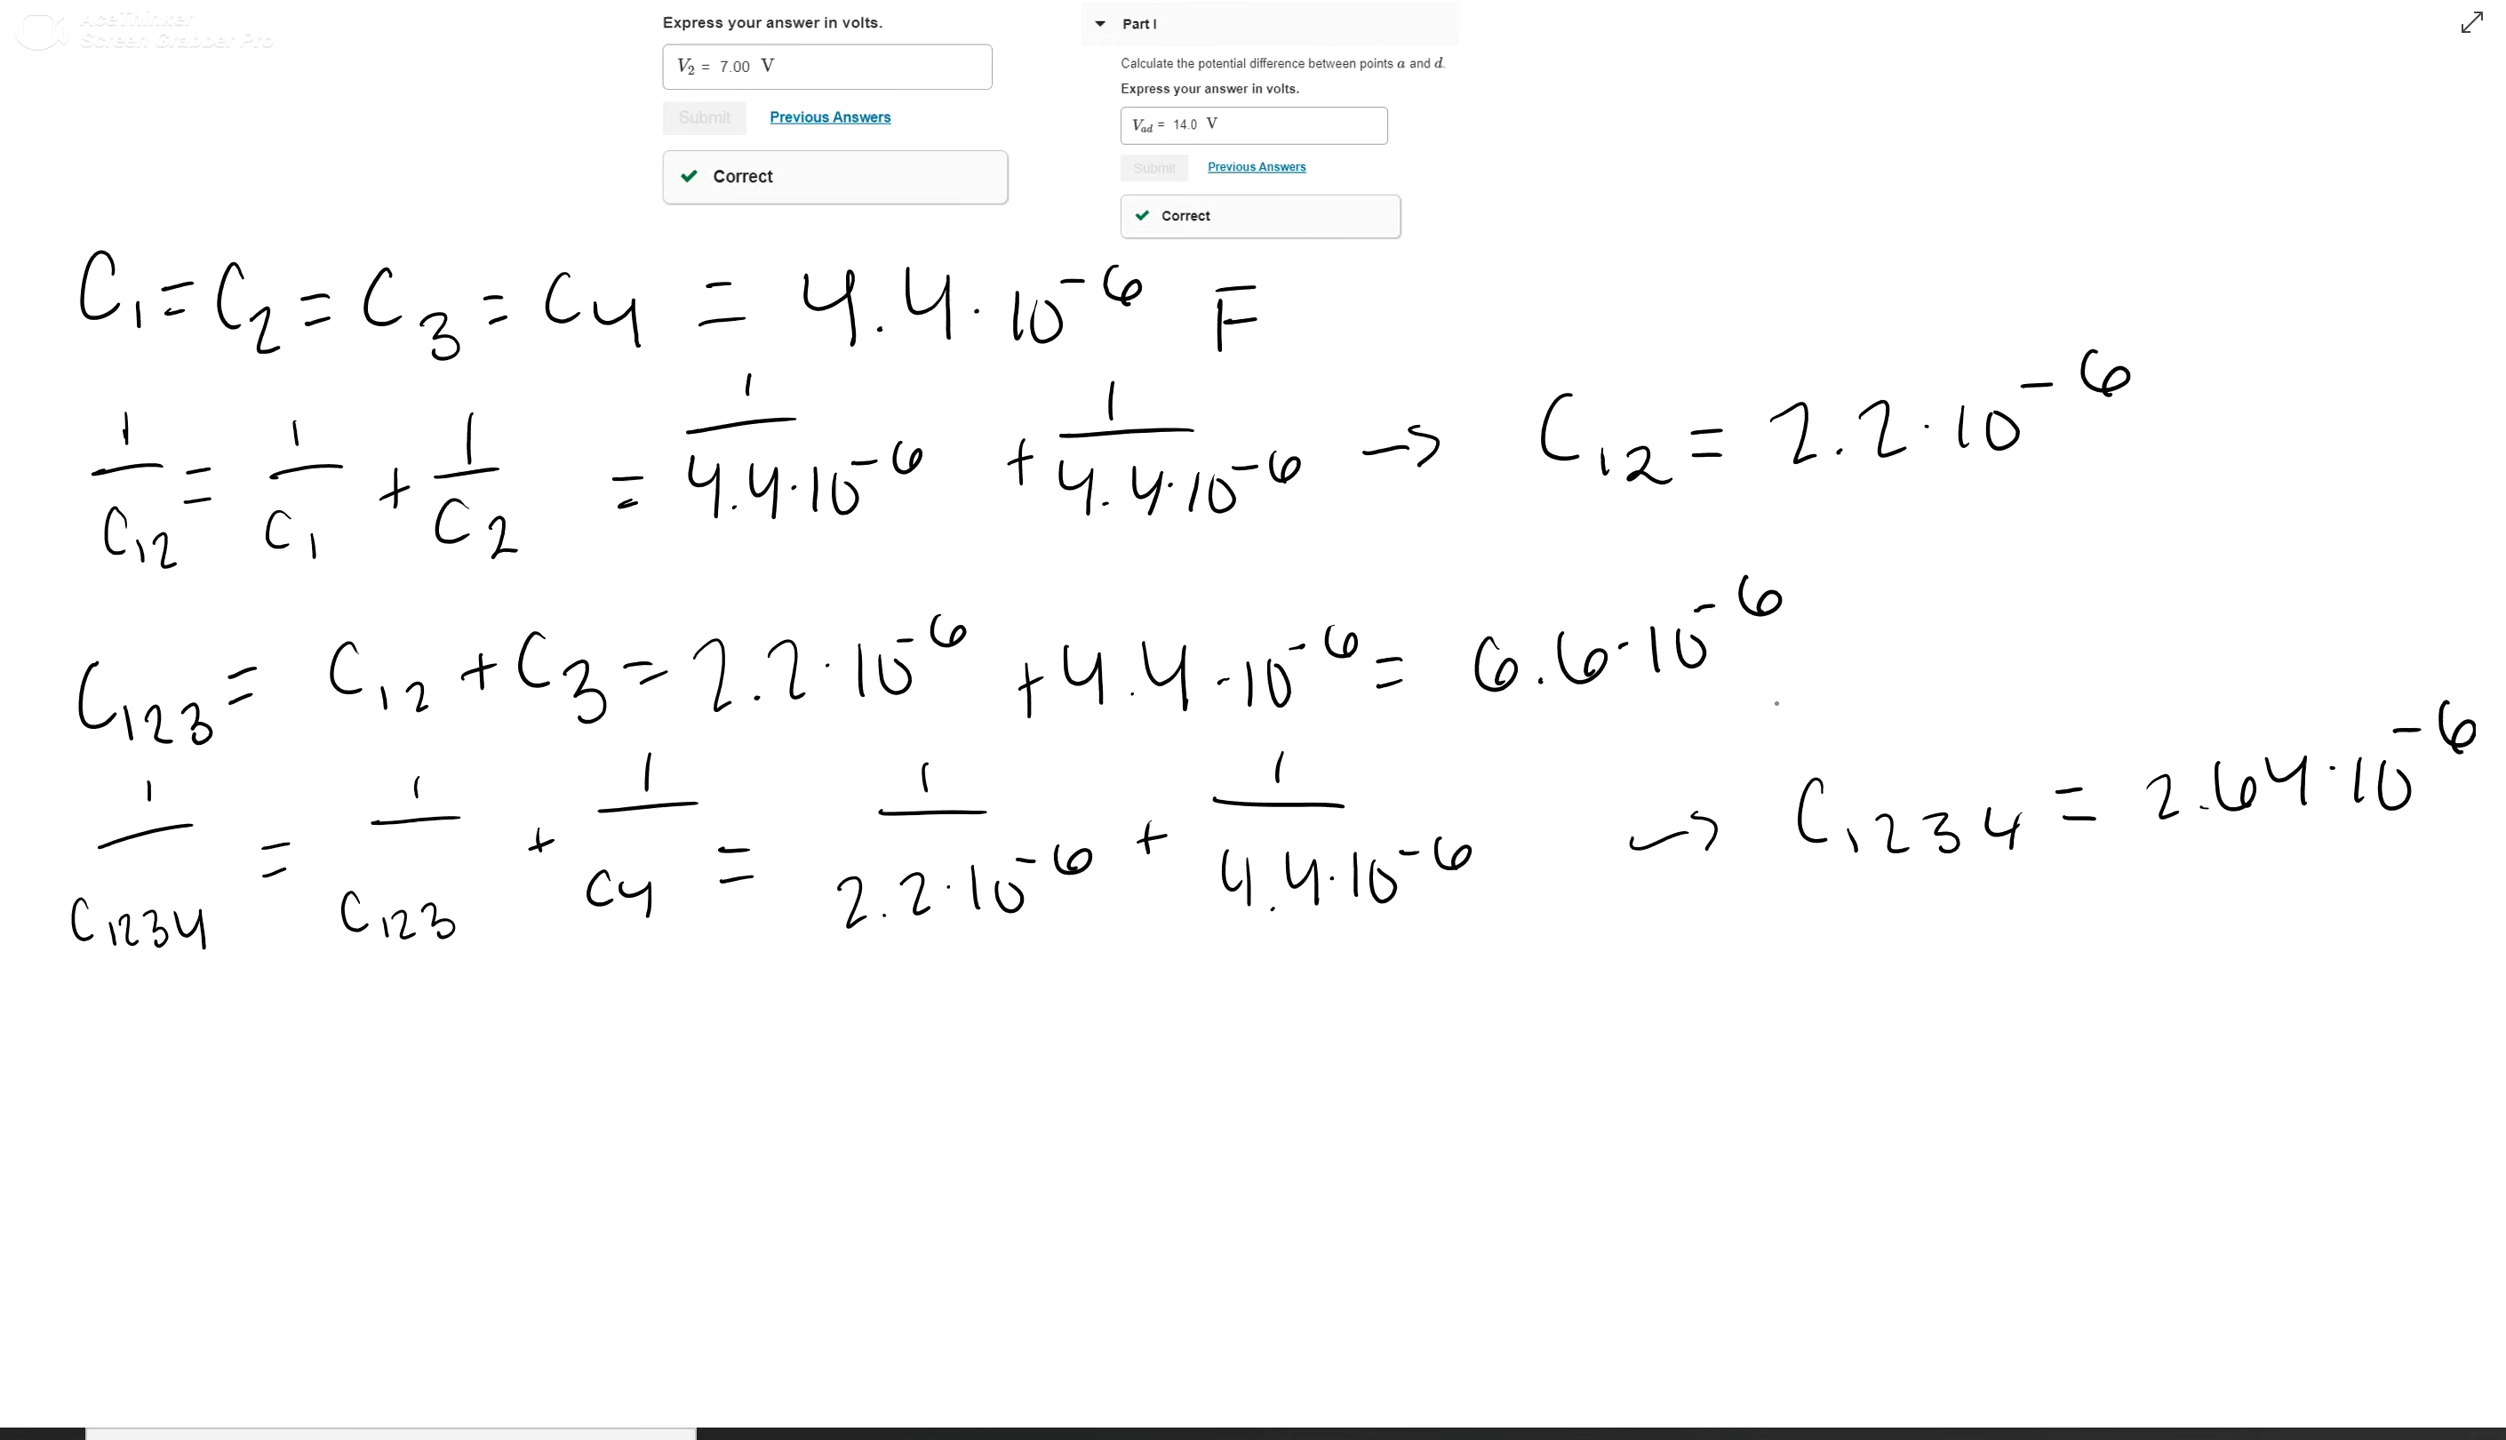 AceThinker
Screen Grabber Pro
Express your answer in volts.
V₂ = 7.00 V
Submit Previous Answers
Correct
Part I
Calculate the potential difference between points a and d.
Express your answer in volts.
V_ad = 14.0 V
Submit Previous Answers
Correct
C₁ = C₂ = C₃ = C₄ = 4.4·10⁻⁶ F
1/C₁₂ = 1/C₁ + 1/C₂ = 1/4.4·10⁻⁶ + 1/4.4·10⁻⁶ → C₁₂ = 2.2·10⁻⁶
C₁₂₃ = C₁₂ + C₃ = 2.2·10⁻⁶ + 4.4·10⁻⁶ = 6.6·10⁻⁶
1/C₁₂₃₄ = 1/C₁₂₃ + 1/C₄ = 1/2.2·10⁻⁶ + 1/4.4·10⁻⁶ → C₁₂₃₄ = 2.64·10⁻⁶